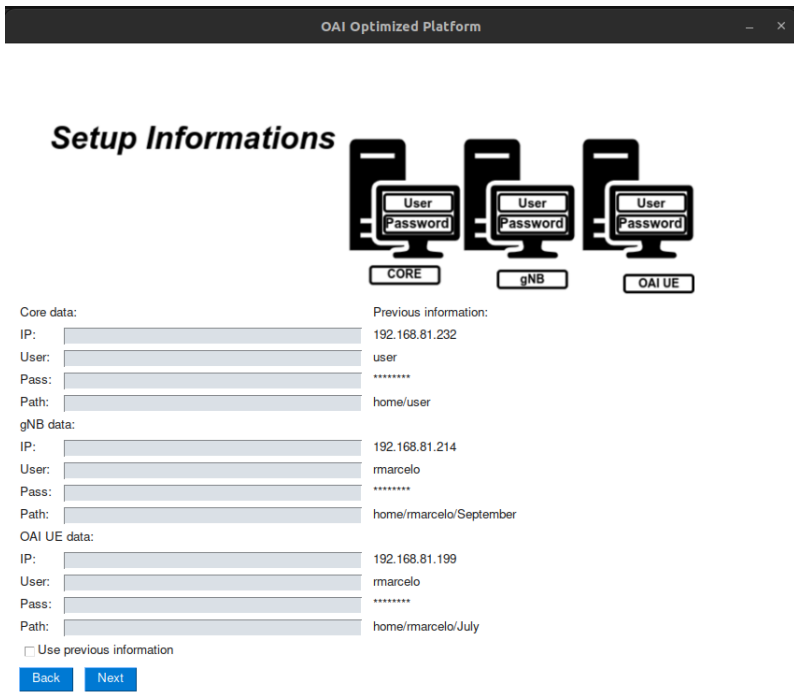 OAI Optimized Platform
Setup Informations
User User User
Password Password Password
CORE gNB OAI UE
Core data: Previous information:
IP: 192.168.81.232
User: user
Pass: ********
Path: home/user
gNB data:
IP: 192.168.81.214
User: rmarcelo
Pass: ********
Path: home/rmarcelo/September
OAI UE data:
IP: 192.168.81.199
User: rmarcelo
Pass: ********
Path: home/rmarcelo/July
Use previous information
Back Next